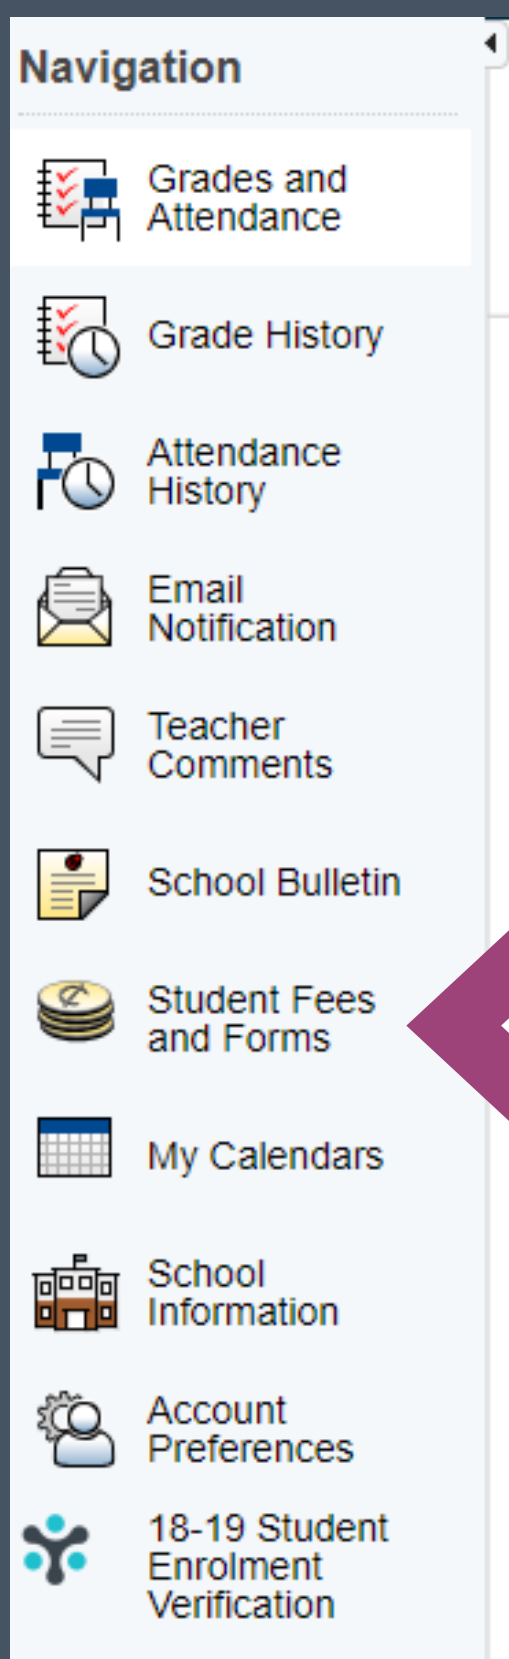 Navigation
Grades and
Attendance
Grade History
Attendance
History
Email
Notification
Teacher
Comments
School Bulletin
Student Fees
and Forms
My Calendars
School
Information
Account
Preferences
18-19 Student
Enrolment
Verification